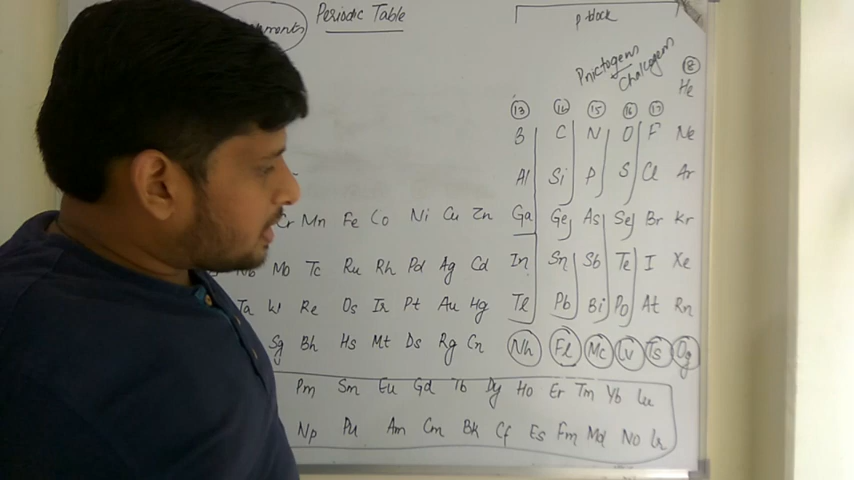 Periodic Table
p block
Pnictogens
Chalcogens
18
He
13 14 15 16 17
B C N O F Ne
Al Si P S Cl Ar
Cr Mn Fe Co Ni Cu Zn Ga Ge As Se Br Kr
Nb Mo Tc Ru Rh Pd Ag Cd In Sn Sb Te I Xe
Ta W Re Os Ir Pt Au Hg Tl Pb Bi Po At Rn
Sg Bh Hs Mt Ds Rg Cn Nh Fl Mc Lv Ts Og
Pm Sm Eu Gd Tb Dy Ho Er Tm Yb Lu
Np Pu Am Cm Bk Cf Es Fm Md No Lr